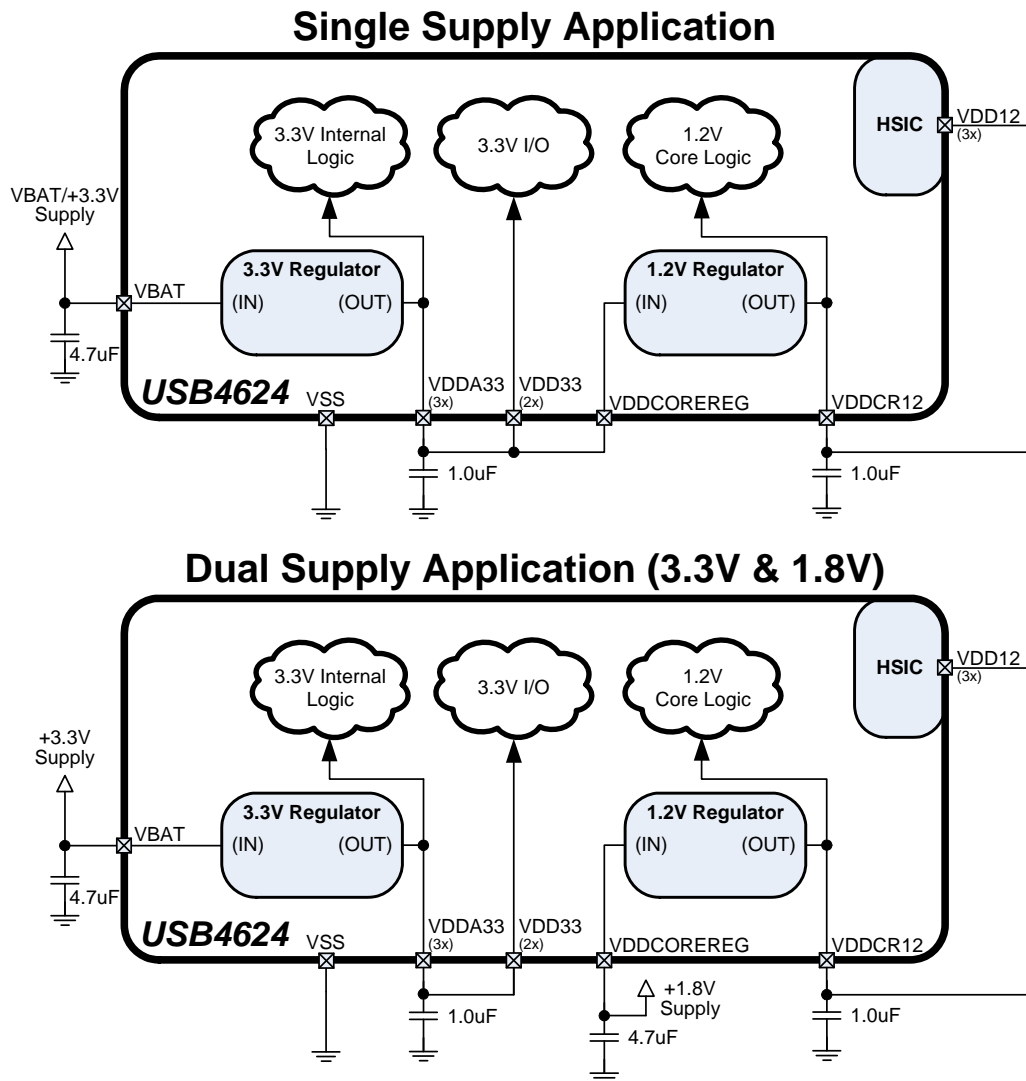 Single Supply Application
HSIC
VDD12
(3x)
3.3V Internal
Logic
3.3V I/O
1.2V
Core Logic
VBAT/+3.3V
Supply
VBAT
3.3V Regulator
(IN)
(OUT)
1.2V Regulator
(IN)
(OUT)
4.7uF
USB4624
VSS
VDDA33
(3x)
VDD33
(2x)
VDDCOREREG
VDDCR12
1.0uF
1.0uF
Dual Supply Application (3.3V & 1.8V)
HSIC
VDD12
(3x)
3.3V Internal
Logic
3.3V I/O
1.2V
Core Logic
+3.3V
Supply
VBAT
3.3V Regulator
(IN)
(OUT)
1.2V Regulator
(IN)
(OUT)
4.7uF
USB4624
VSS
VDDA33
(3x)
VDD33
(2x)
VDDCOREREG
VDDCR12
1.0uF
+1.8V
Supply
4.7uF
1.0uF